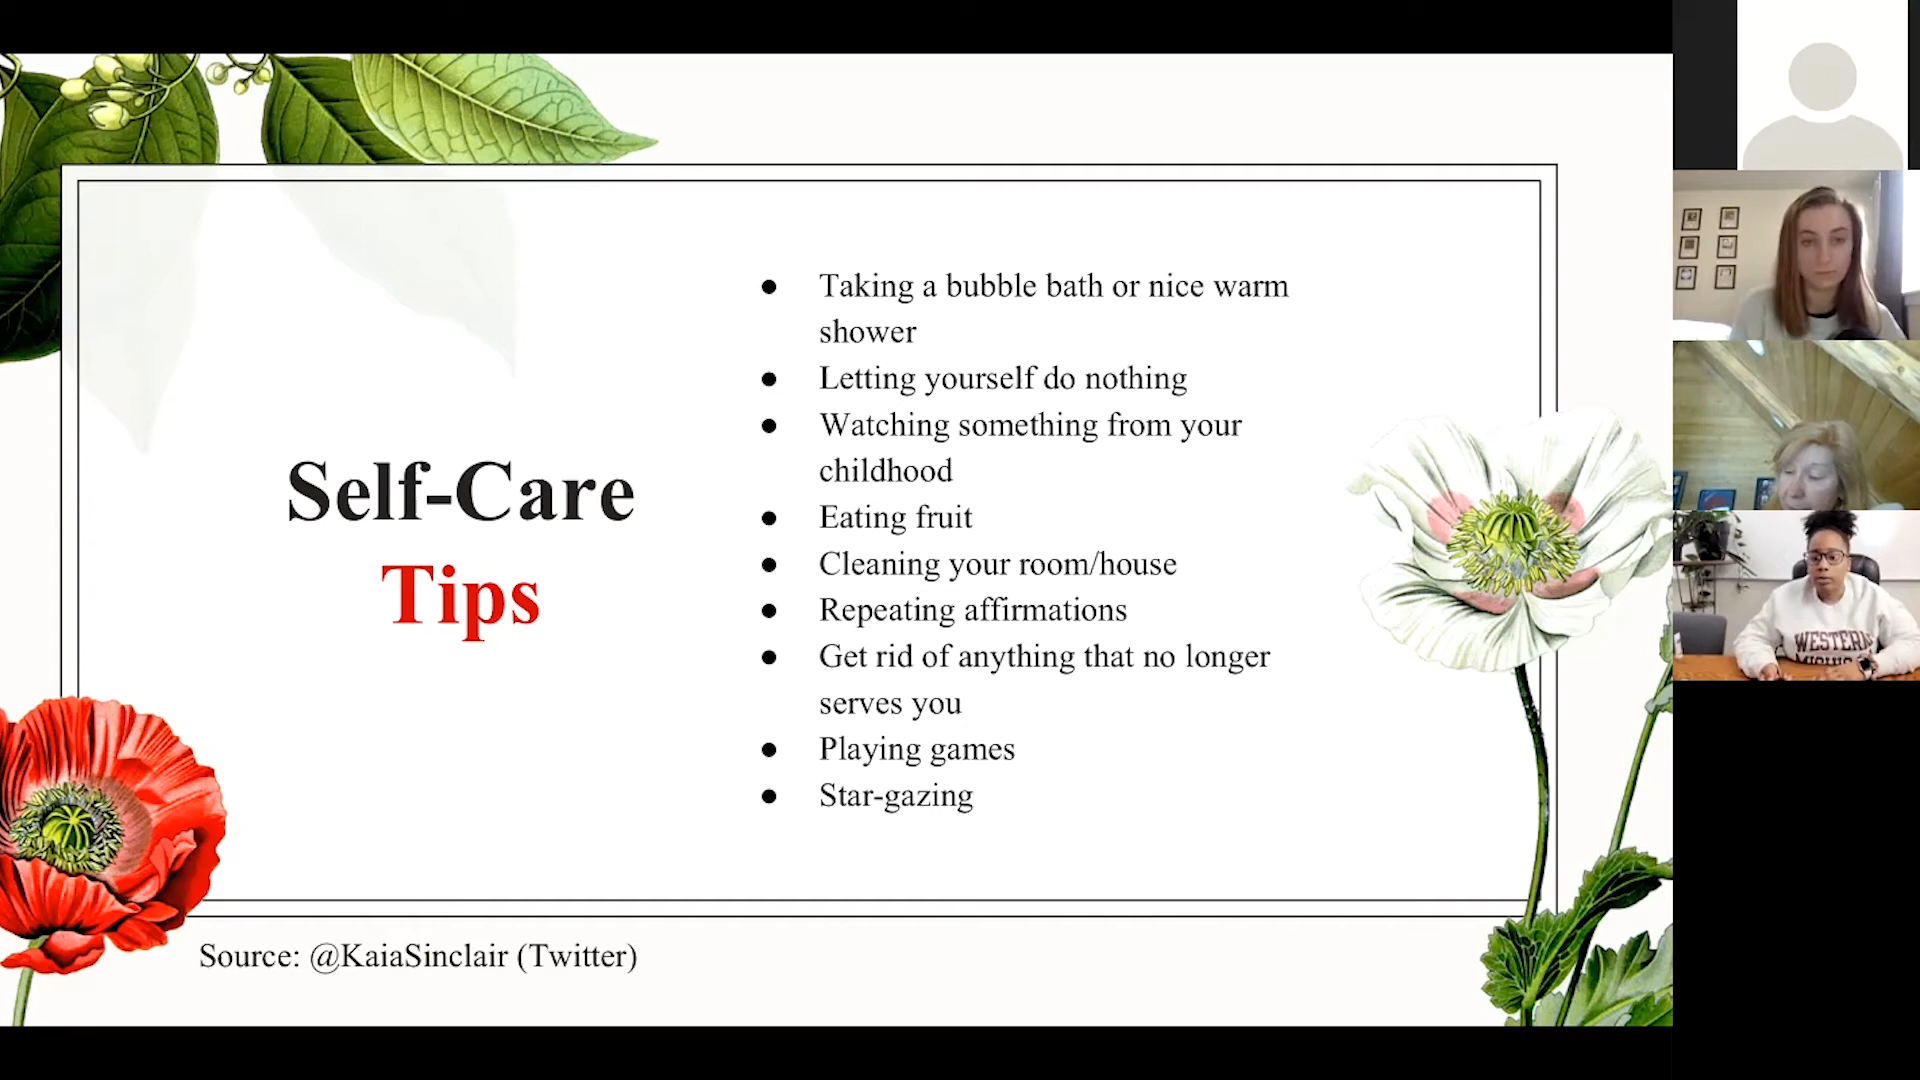 Self-Care
Tips
● Taking a bubble bath or nice warm
shower
● Letting yourself do nothing
● Watching something from your
childhood
● Eating fruit
● Cleaning your room/house
● Repeating affirmations
● Get rid of anything that no longer
serves you
● Playing games
● Star-gazing
Source: @KaiaSinclair (Twitter)
WESTERN